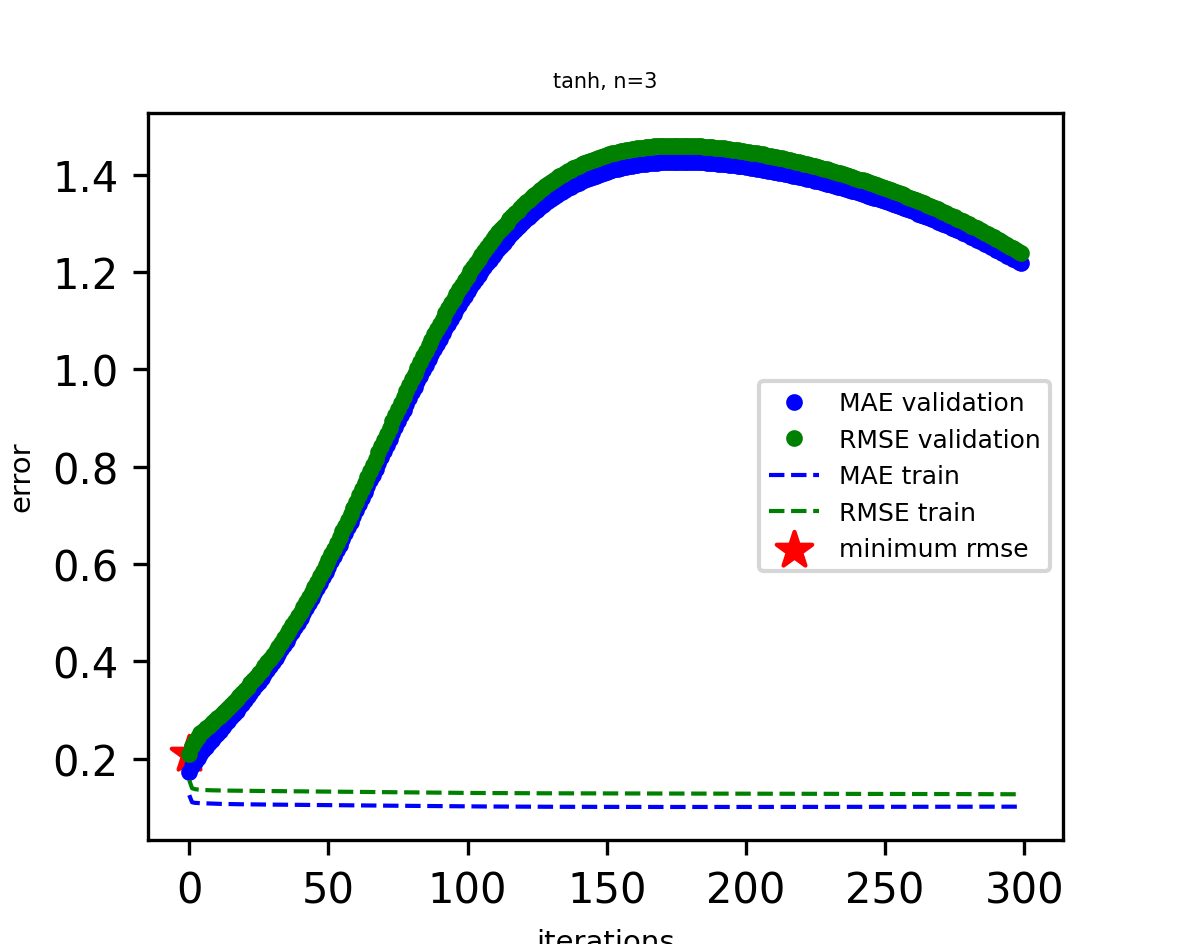 tanh, n=3
error
1.4
1.2
1.0
0.8
0.6
0.4
0.2
MAE validation
RMSE validation
MAE train
RMSE train
minimum rmse
0 50 100 150 200 250 300
iterations